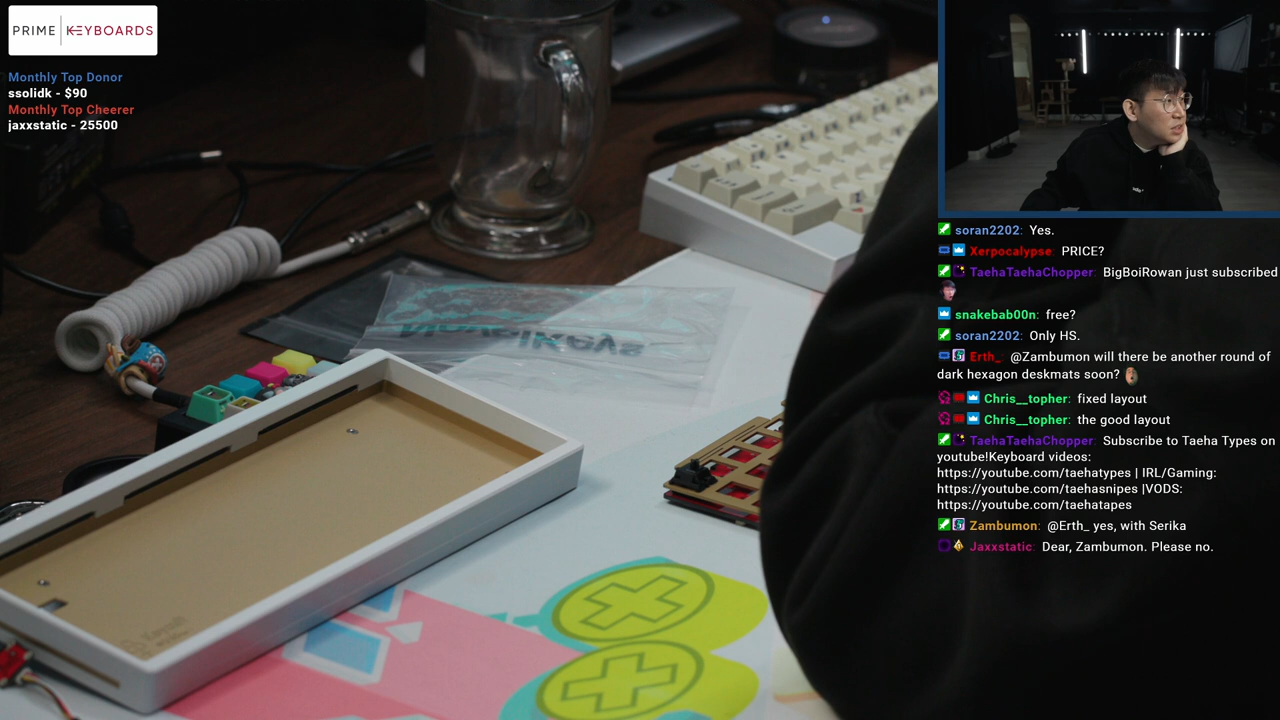 PRIME KEYBOARDS
Monthly Top Donor
ssolidk - $90
Monthly Top Cheerer
jaxxstatic - 25500
soran2202: Yes.
Xerpocalypse: PRICE?
TaehaTaehaChopper: BigBoiRowan just subscribed
snakebab00n: free?
soran2202: Only HS.
Erth_: @Zambumon will there be another round of
dark hexagon deskmats soon?
Chris__topher: fixed layout
Chris__topher: the good layout
TaehaTaehaChopper: Subscribe to Taeha Types on
youtube!Keyboard videos:
https://youtube.com/taehatypes | IRL/Gaming:
https://youtube.com/taehasnipes |VODS:
https://youtube.com/taehatapes
Zambumon: @Erth_ yes, with Serika
Jaxxstatic: Dear, Zambumon. Please no.